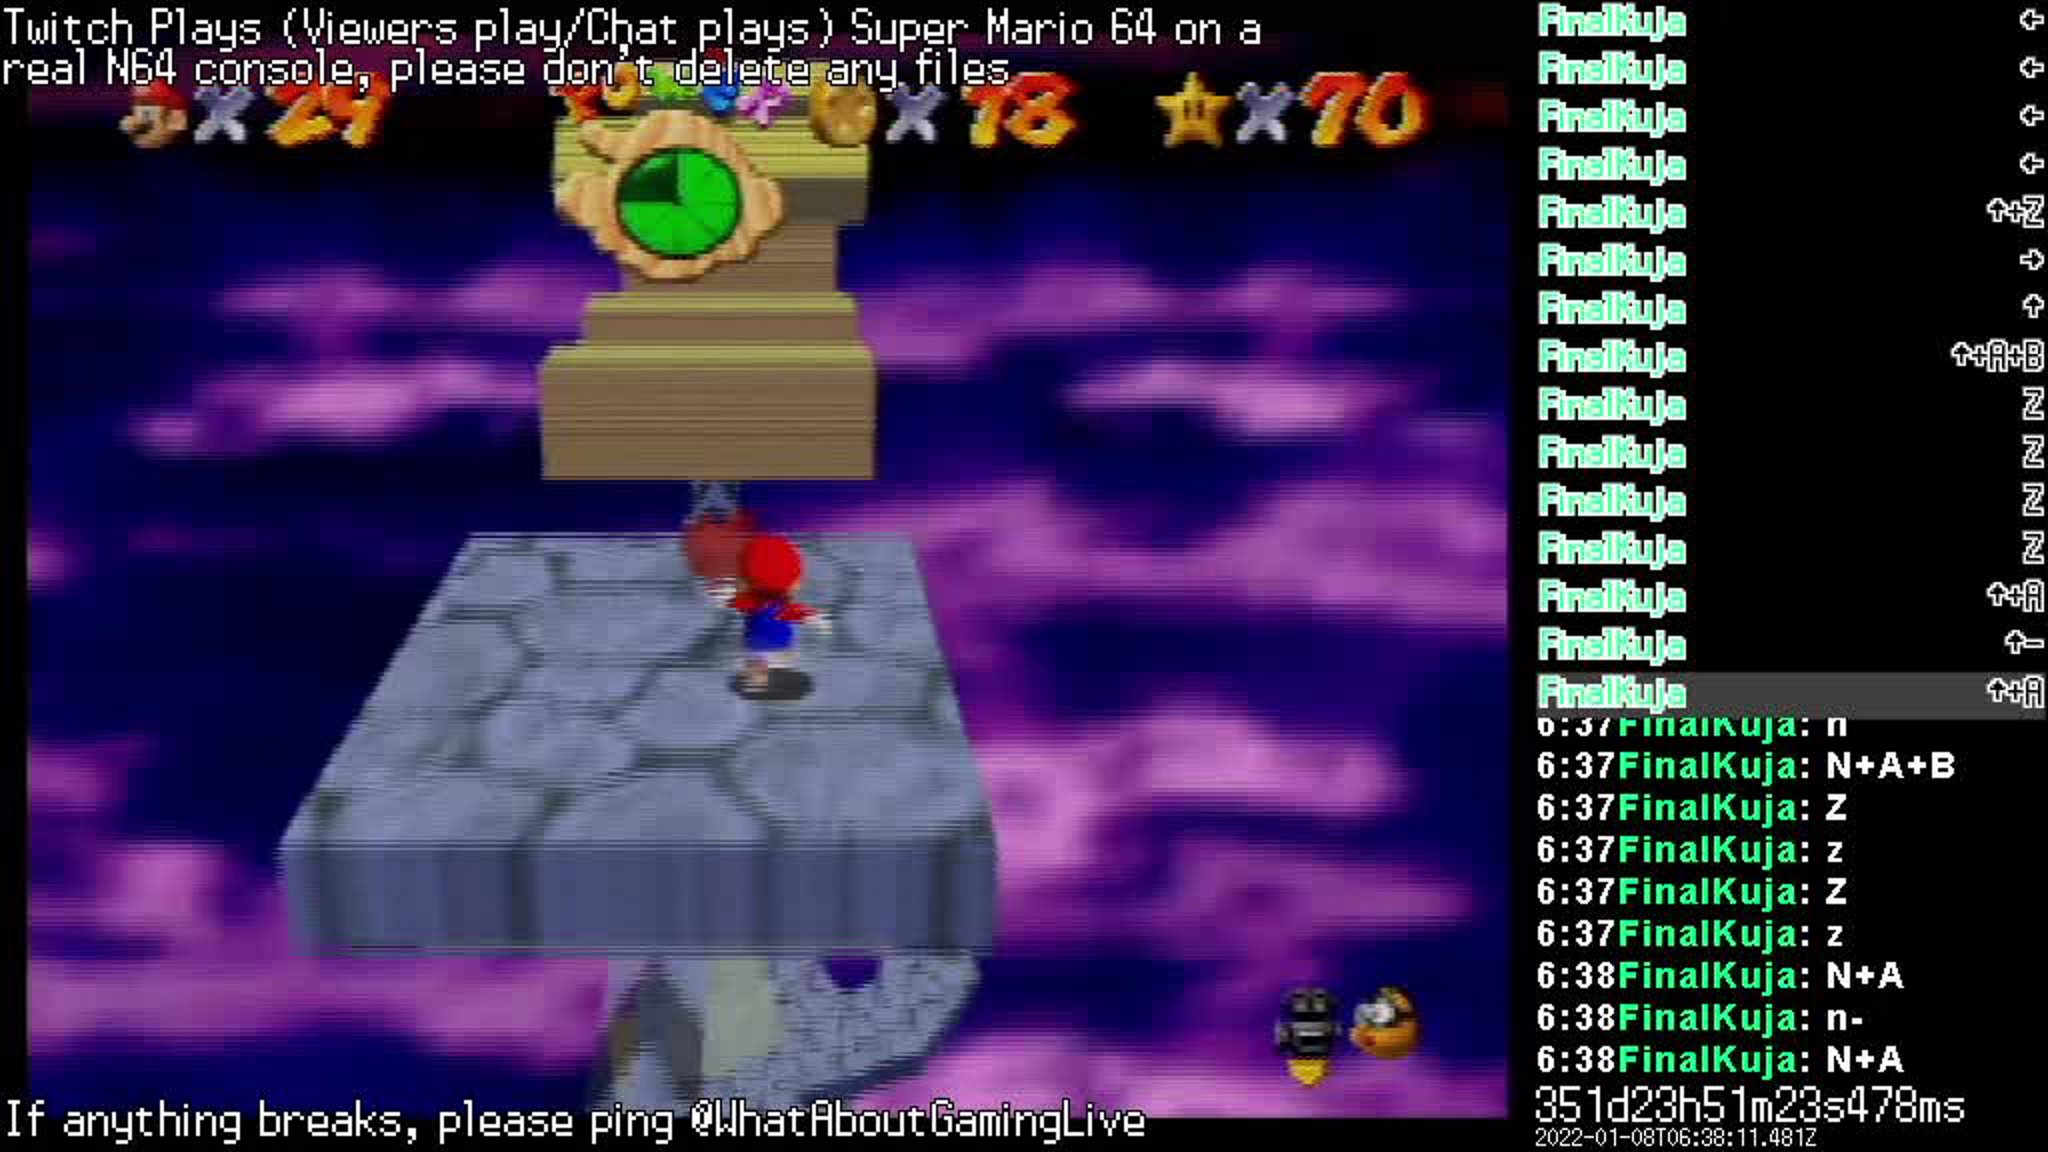 Twitch Plays (Viewers play/Chat plays) Super Mario 64 on a
real N64 console, please don't delete any files
x 29
x 18
x 70
FinalKuja ←
FinalKuja ←
FinalKuja ←
FinalKuja ←
FinalKuja ↑+Z
FinalKuja →
FinalKuja ↑
FinalKuja ↑+A+B
FinalKuja Z
FinalKuja Z
FinalKuja Z
FinalKuja Z
FinalKuja ↑+A
FinalKuja ↑-
FinalKuja ↑+A
6:37FinalKuja: n
6:37FinalKuja: N+A+B
6:37FinalKuja: Z
6:37FinalKuja: z
6:37FinalKuja: Z
6:37FinalKuja: z
6:38FinalKuja: N+A
6:38FinalKuja: n-
6:38FinalKuja: N+A
351d23h51m23s478ms
2022-01-08T06:38:11.481Z
If anything breaks, please ping @WhatAboutGamingLive